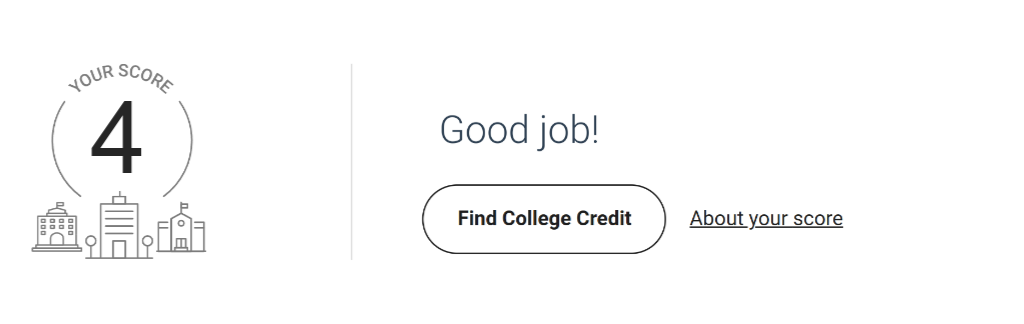 YOUR SCORE
4
Good job!
Find College Credit
About your score